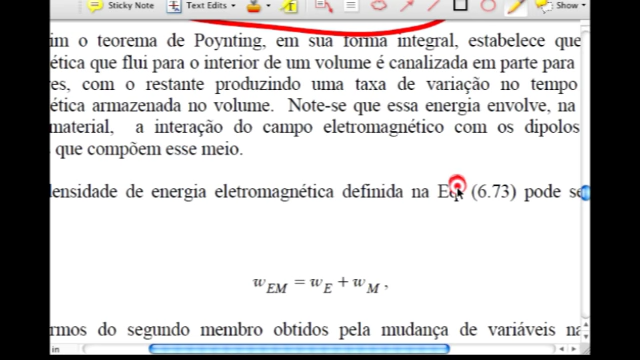 Sticky Note Text Edits Show
im o teorema de Poynting, em sua forma integral, estabelece que
ética que flui para o interior de um volume é canalizada em parte para
res, com o restante produzindo uma taxa de variação no tempo
ética armazenada no volume. Note-se que essa energia envolve, na
material, a interação do campo eletromagnético com os dipolos
que compõem esse meio.
densidade de energia eletromagnética definida na Eq. (6.73) pode se
w_EM = w_E + w_M ,
rmos do segundo membro obtidos pela mudança de variáveis na
in